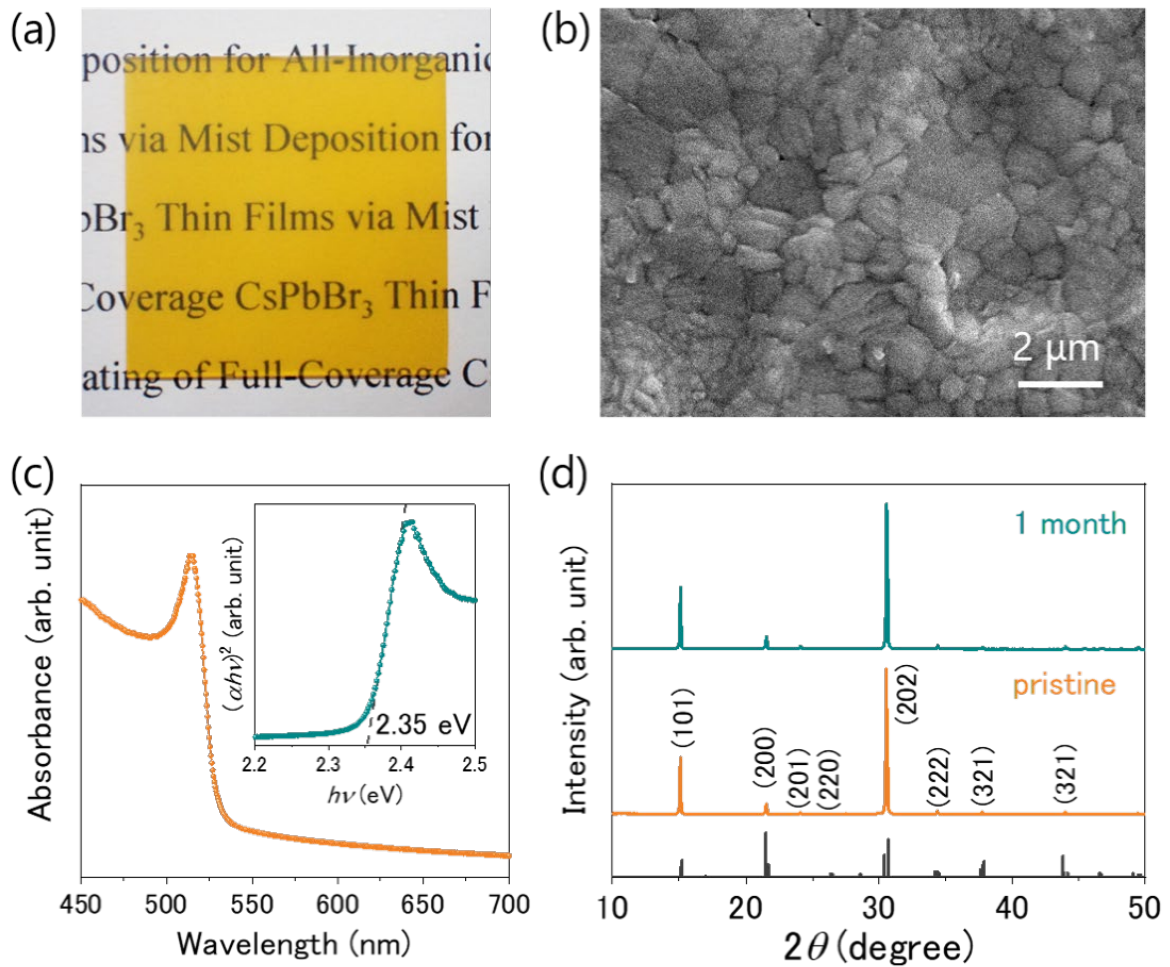 (a)
position for All-Inorganic
ns via Mist Deposition for
PbBr₃ Thin Films via Mist
Coverage CsPbBr₃ Thin F
ating of Full-Coverage C
(b)
2 μm
(c)
Absorbance (arb. unit)
(αhν)² (arb. unit)
2.35 eV
2.2 2.3 2.4 2.5
hν (eV)
450 500 550 600 650 700
Wavelength (nm)
(d)
Intensity (arb. unit)
1 month
pristine
(101)
(200)
(201)
(220)
(202)
(222)
(321)
(321)
10 20 30 40 50
2θ (degree)